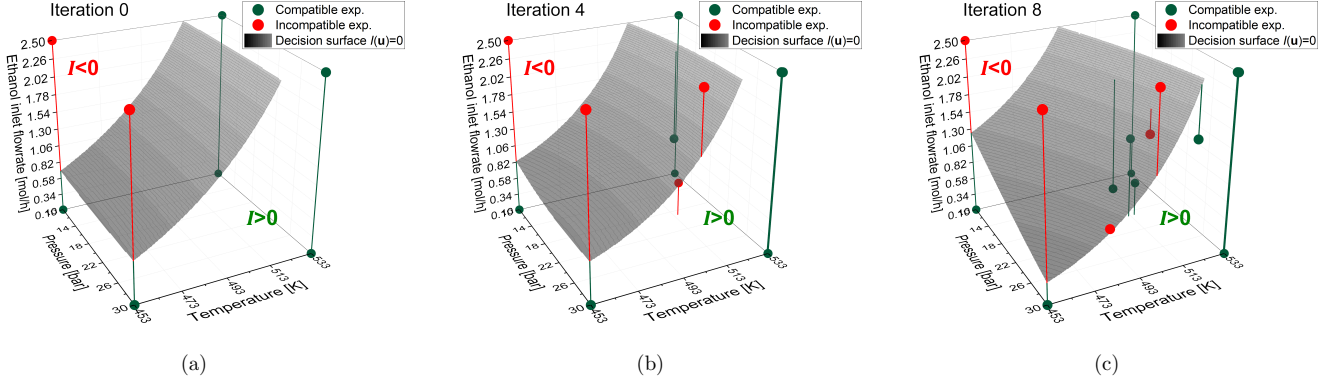 Iteration 0
Compatible exp.
Incompatible exp.
Decision surface I(u)=0
2.50
2.26
2.02
1.78
1.54
1.30
1.06
0.82
0.58
0.34
0.10
Ethanol inlet flowrate [mol/h]
I<0
I>0
10
14
18
22
26
30
Pressure [bar]
453
473
493
513
533
Temperature [K]
(a)
Iteration 4
Compatible exp.
Incompatible exp.
Decision surface I(u)=0
2.50
2.26
2.02
1.78
1.54
1.30
1.06
0.82
0.58
0.34
0.10
Ethanol inlet flowrate [mol/h]
I<0
I>0
10
14
18
22
26
30
Pressure [bar]
453
473
493
513
533
Temperature [K]
(b)
Iteration 8
Compatible exp.
Incompatible exp.
Decision surface I(u)=0
2.50
2.26
2.02
1.78
1.54
1.30
1.06
0.82
0.58
0.34
0.10
Ethanol inlet flowrate [mol/h]
I<0
I>0
10
14
18
22
26
30
Pressure [bar]
453
473
493
513
533
Temperature [K]
(c)